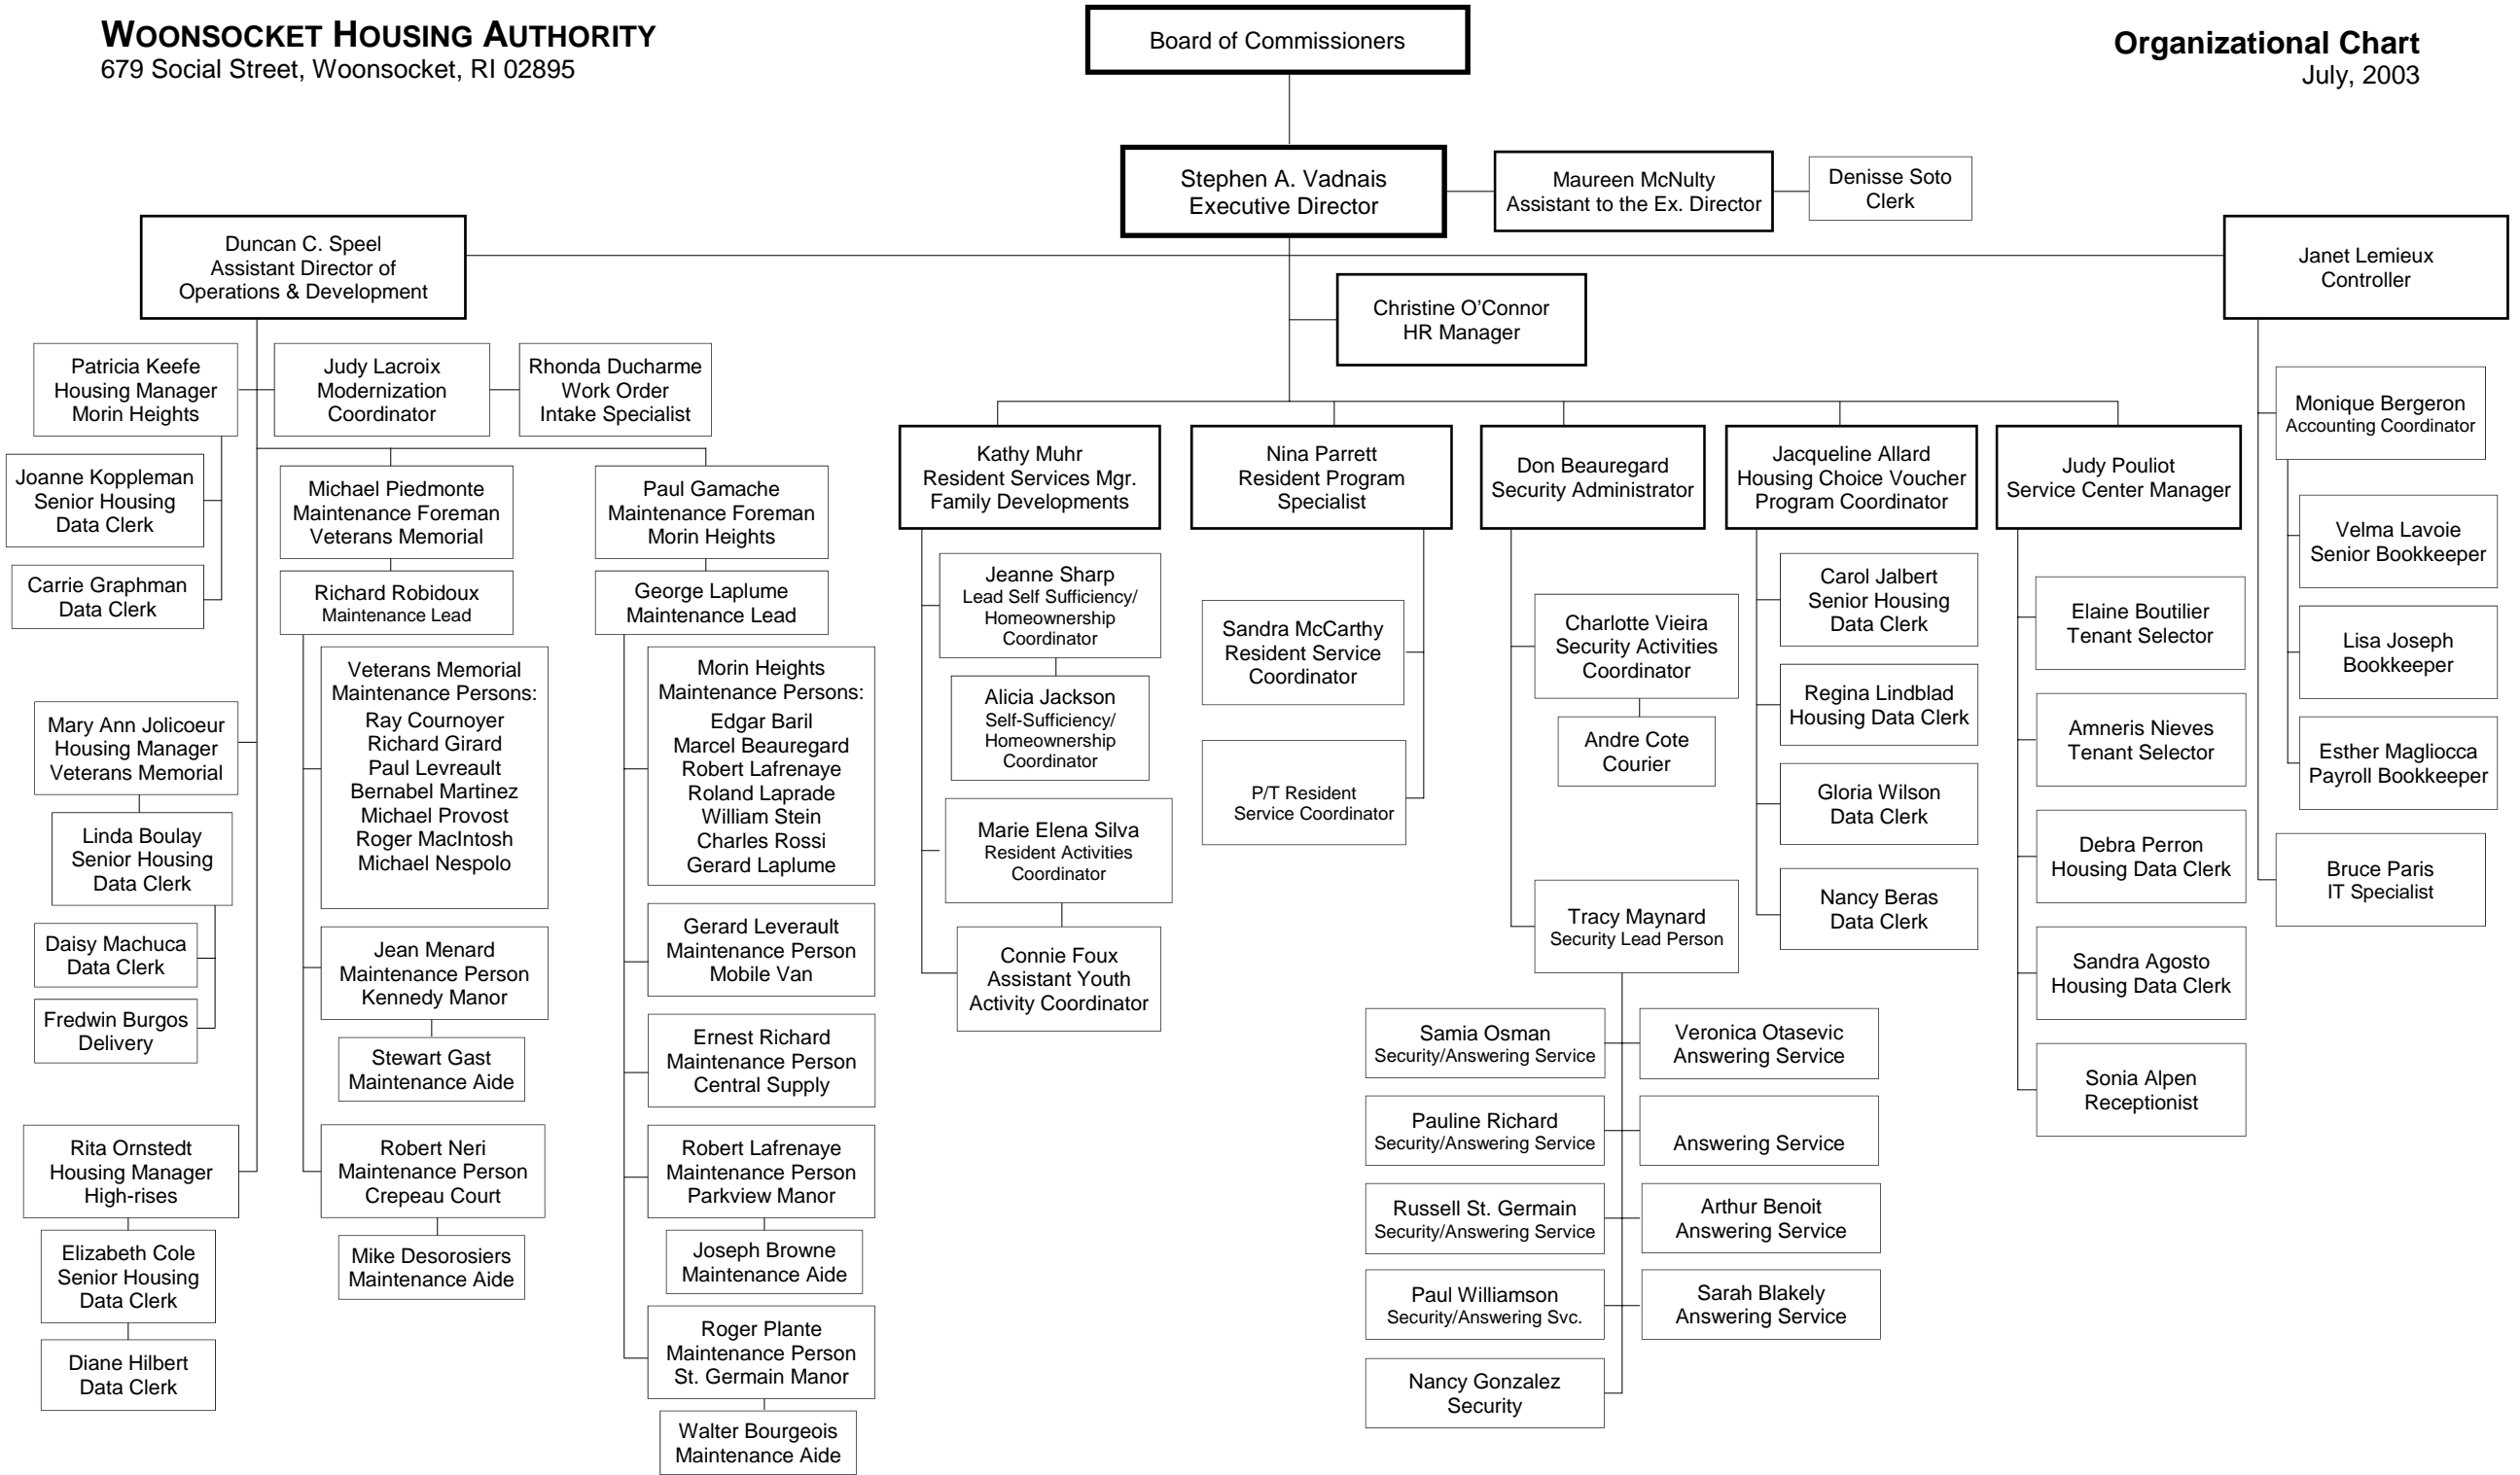 WOONSOCKET HOUSING AUTHORITY
679 Social Street, Woonsocket, RI 02895
Organizational Chart
July, 2003
Board of Commissioners
Stephen A. Vadnais
Executive Director
Maureen McNulty
Assistant to the Ex. Director
Denisse Soto
Clerk
Duncan C. Speel
Assistant Director of
Operations & Development
Janet Lemieux
Controller
Christine O’Connor
HR Manager
Patricia Keefe
Housing Manager
Morin Heights
Judy Lacroix
Modernization
Coordinator
Rhonda Ducharme
Work Order
Intake Specialist
Joanne Koppleman
Senior Housing
Data Clerk
Carrie Graphman
Data Clerk
Mary Ann Jolicoeur
Housing Manager
Veterans Memorial
Linda Boulay
Senior Housing
Data Clerk
Daisy Machuca
Data Clerk
Fredwin Burgos
Delivery
Rita Ornstedt
Housing Manager
High-rises
Elizabeth Cole
Senior Housing
Data Clerk
Diane Hilbert
Data Clerk
Michael Piedmonte
Maintenance Foreman
Veterans Memorial
Richard Robidoux
Maintenance Lead
Veterans Memorial
Maintenance Persons:
Ray Cournoyer
Richard Girard
Paul Levreault
Bernabel Martinez
Michael Provost
Roger MacIntosh
Michael Nespolo
Jean Menard
Maintenance Person
Kennedy Manor
Stewart Gast
Maintenance Aide
Robert Neri
Maintenance Person
Crepeau Court
Mike Desorosiers
Maintenance Aide
Paul Gamache
Maintenance Foreman
Morin Heights
George Laplume
Maintenance Lead
Morin Heights
Maintenance Persons:
Edgar Baril
Marcel Beauregard
Robert Lafrenaye
Roland Laprade
William Stein
Charles Rossi
Gerard Laplume
Gerard Leverault
Maintenance Person
Mobile Van
Ernest Richard
Maintenance Person
Central Supply
Robert Lafrenaye
Maintenance Person
Parkview Manor
Joseph Browne
Maintenance Aide
Roger Plante
Maintenance Person
St. Germain Manor
Walter Bourgeois
Maintenance Aide
Kathy Muhr
Resident Services Mgr.
Family Developments
Jeanne Sharp
Lead Self Sufficiency/
Homeownership
Coordinator
Alicia Jackson
Self-Sufficiency/
Homeownership
Coordinator
Marie Elena Silva
Resident Activities
Coordinator
Connie Foux
Assistant Youth
Activity Coordinator
Nina Parrett
Resident Program
Specialist
Sandra McCarthy
Resident Service
Coordinator
P/T Resident
Service Coordinator
Don Beauregard
Security Administrator
Charlotte Vieira
Security Activities
Coordinator
Andre Cote
Courier
Tracy Maynard
Security Lead Person
Samia Osman
Security/Answering Service
Veronica Otasevic
Answering Service
Pauline Richard
Security/Answering Service
Answering Service
Russell St. Germain
Security/Answering Service
Arthur Benoit
Answering Service
Paul Williamson
Security/Answering Svc.
Sarah Blakely
Answering Service
Nancy Gonzalez
Security
Jacqueline Allard
Housing Choice Voucher
Program Coordinator
Carol Jalbert
Senior Housing
Data Clerk
Regina Lindblad
Housing Data Clerk
Gloria Wilson
Data Clerk
Nancy Beras
Data Clerk
Judy Pouliot
Service Center Manager
Elaine Boutilier
Tenant Selector
Amneris Nieves
Tenant Selector
Debra Perron
Housing Data Clerk
Sandra Agosto
Housing Data Clerk
Sonia Alpen
Receptionist
Monique Bergeron
Accounting Coordinator
Velma Lavoie
Senior Bookkeeper
Lisa Joseph
Bookkeeper
Esther Magliocca
Payroll Bookkeeper
Bruce Paris
IT Specialist